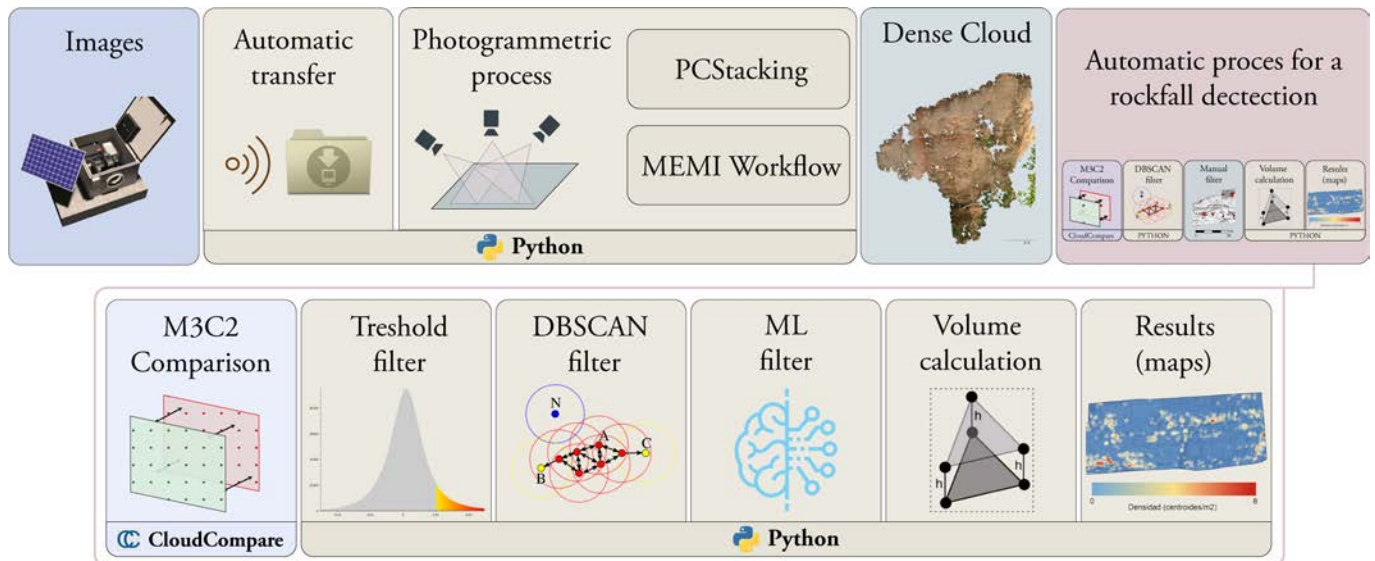 Images
Automatic
transfer
Photogrammetric
process
PCStacking
MEMI Workflow
Python
Dense Cloud
Automatic proces for a
rockfall dectection
M3C2
Comparison
CloudCompare
DBSCAN
filter
PYTHON
Manual
filter
Volume
calculation
Results
(maps)
PYTHON
M3C2
Comparison
CloudCompare
Treshold
filter
0
DBSCAN
filter
N
A
B
C
ML
filter
Volume
calculation
h
h
h
Results
(maps)
0
8
Densidad (centroides/m2)
Python